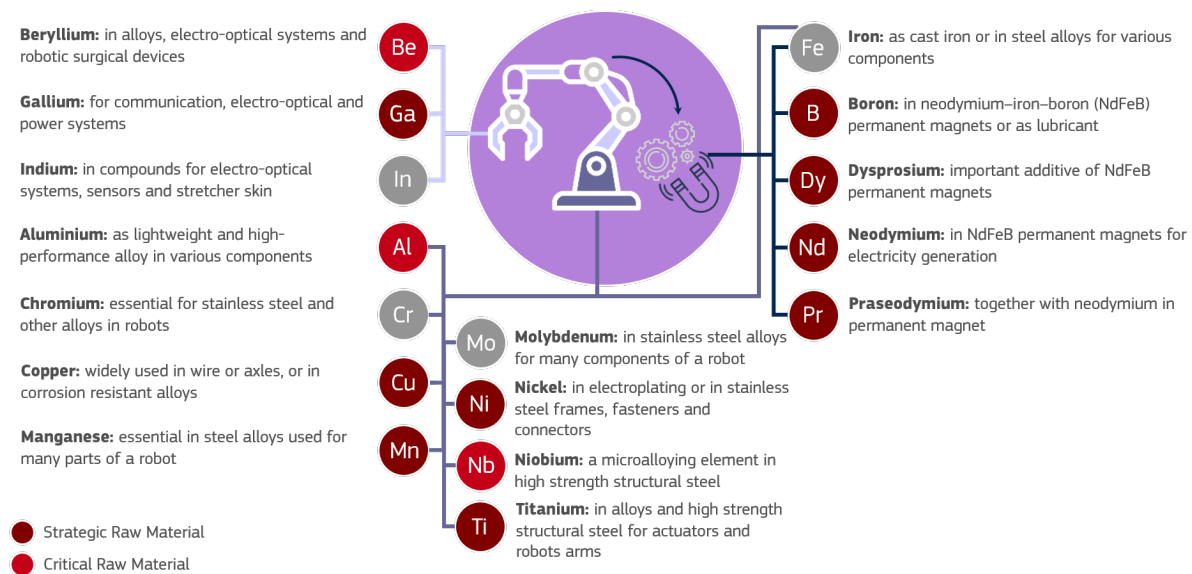 Beryllium: in alloys, electro-optical systems and
robotic surgical devices
Be
Gallium: for communication, electro-optical and
power systems
Ga
Indium: in compounds for electro-optical
systems, sensors and stretcher skin
In
Aluminium: as lightweight and high-
performance alloy in various components
Al
Chromium: essential for stainless steel and
other alloys in robots
Cr
Copper: widely used in wire or axles, or in
corrosion resistant alloys
Cu
Manganese: essential in steel alloys used for
many parts of a robot
Mn
Mo
Molybdenum: in stainless steel alloys
for many components of a robot
Ni
Nickel: in electroplating or in stainless
steel frames, fasteners and
connectors
Nb
Niobium: a microalloying element in
high strength structural steel
Ti
Titanium: in alloys and high strength
structural steel for actuators and
robots arms
Fe
Iron: as cast iron or in steel alloys for various
components
B
Boron: in neodymium–iron–boron (NdFeB)
permanent magnets or as lubricant
Dy
Dysprosium: important additive of NdFeB
permanent magnets
Nd
Neodymium: in NdFeB permanent magnets for
electricity generation
Pr
Praseodymium: together with neodymium in
permanent magnet
Strategic Raw Material
Critical Raw Material